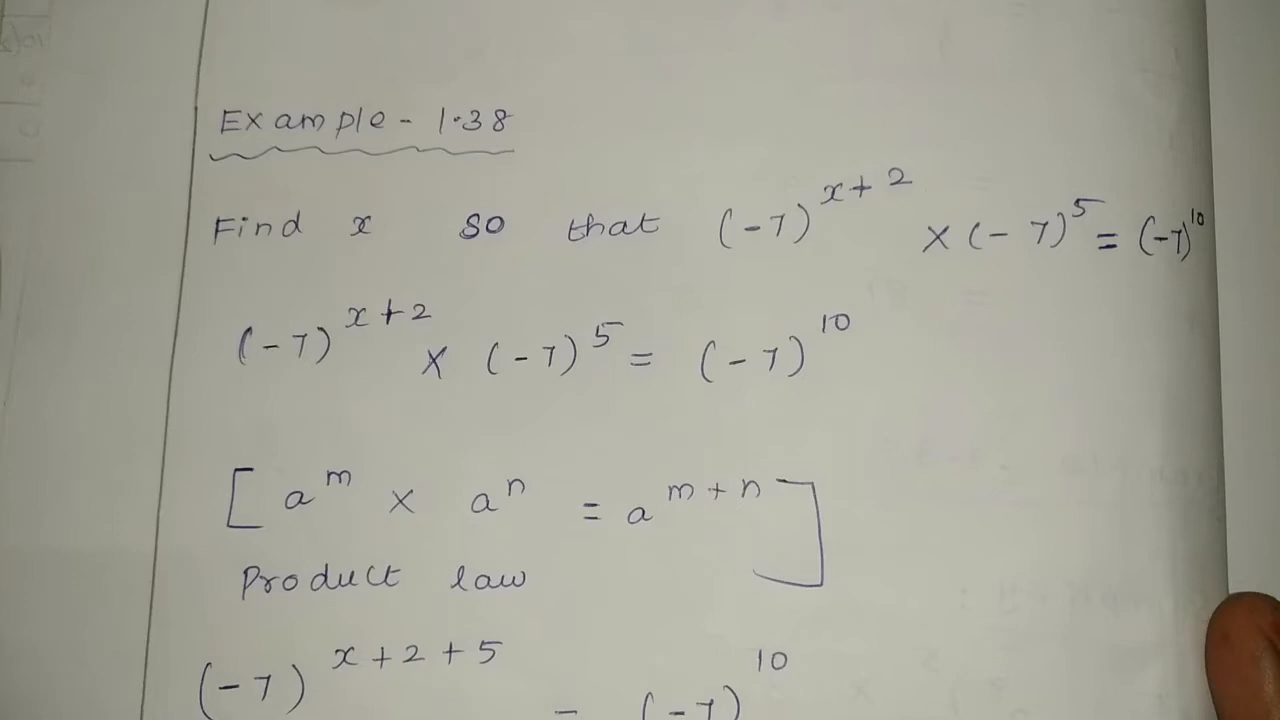 Example - 1.38
Find x so that (-7)^{x+2} × (-7)^5 = (-7)^{10}
(-7)^{x+2} × (-7)^5 = (-7)^{10}
[ a^m × a^n = a^{m+n} ]
Product law
(-7)^{x+2+5} = (-7)^{10}